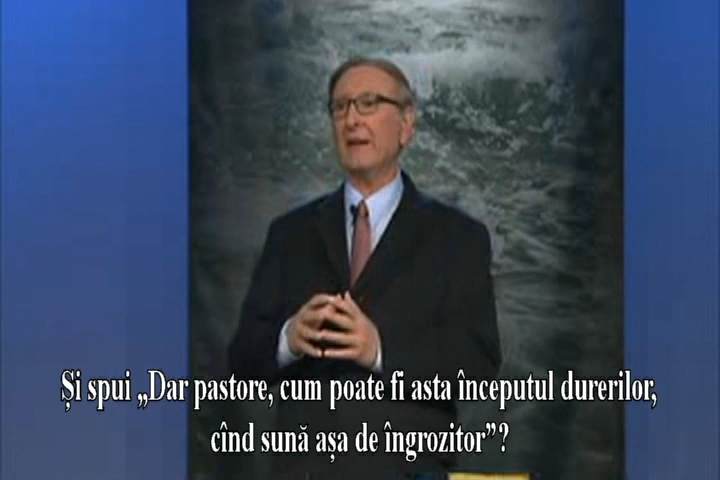 Și spui „Dar pastore, cum poate fi asta începutul durerilor,
cînd sună așa de îngrozitor”?